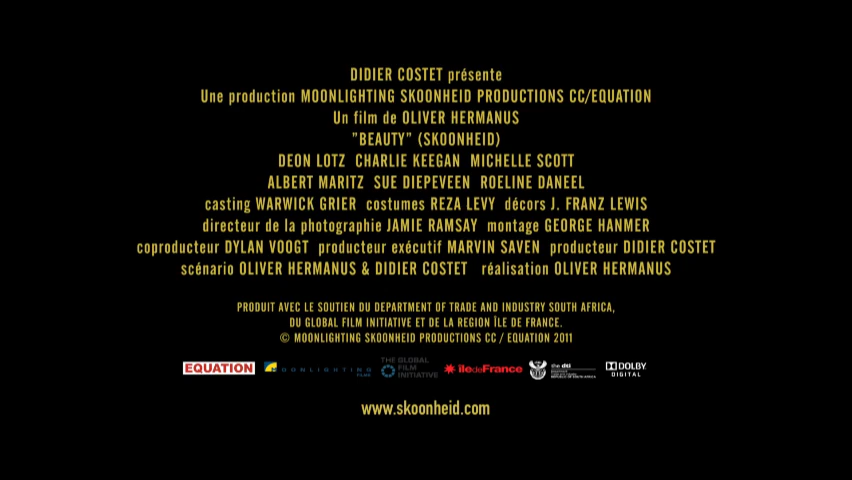 DIDIER COSTET présente
Une production MOONLIGHTING SKOONHEID PRODUCTIONS CC/EQUATION
Un film de OLIVER HERMANUS
"BEAUTY" (SKOONHEID)
DEON LOTZ CHARLIE KEEGAN MICHELLE SCOTT
ALBERT MARITZ SUE DIEPEVEEN ROELINE DANEEL
casting WARWICK GRIER costumes REZA LEVY décors J. FRANZ LEWIS
directeur de la photographie JAMIE RAMSAY montage GEORGE HANMER
coproducteur DYLAN VOOGT producteur exécutif MARVIN SAVEN producteur DIDIER COSTET
scénario OLIVER HERMANUS & DIDIER COSTET réalisation OLIVER HERMANUS
PRODUIT AVEC LE SOUTIEN DU DEPARTMENT OF TRADE AND INDUSTRY SOUTH AFRICA,
DU GLOBAL FILM INITIATIVE ET DE LA REGION ÎLE DE FRANCE.
© MOONLIGHTING SKOONHEID PRODUCTIONS CC / EQUATION 2011
EQUATION MOONLIGHTING FILMS THE GLOBAL FILM INITIATIVE îledeFrance the dti DOLBY DIGITAL
www.skoonheid.com